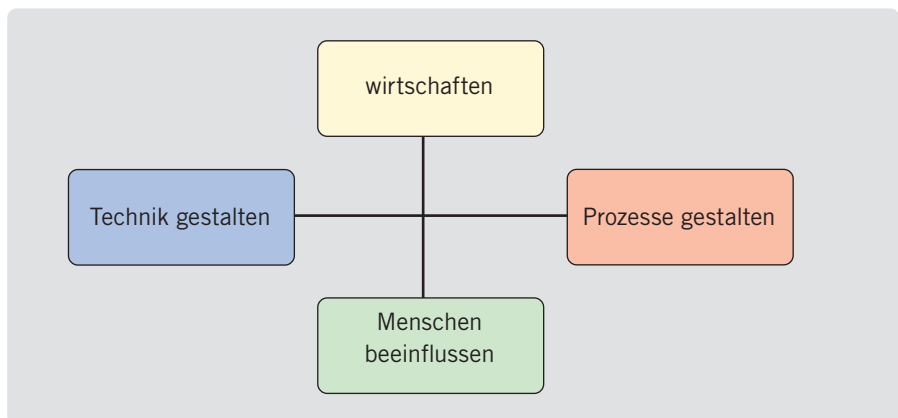 wirtschaften
Technik gestalten
Prozesse gestalten
Menschen
beeinflussen